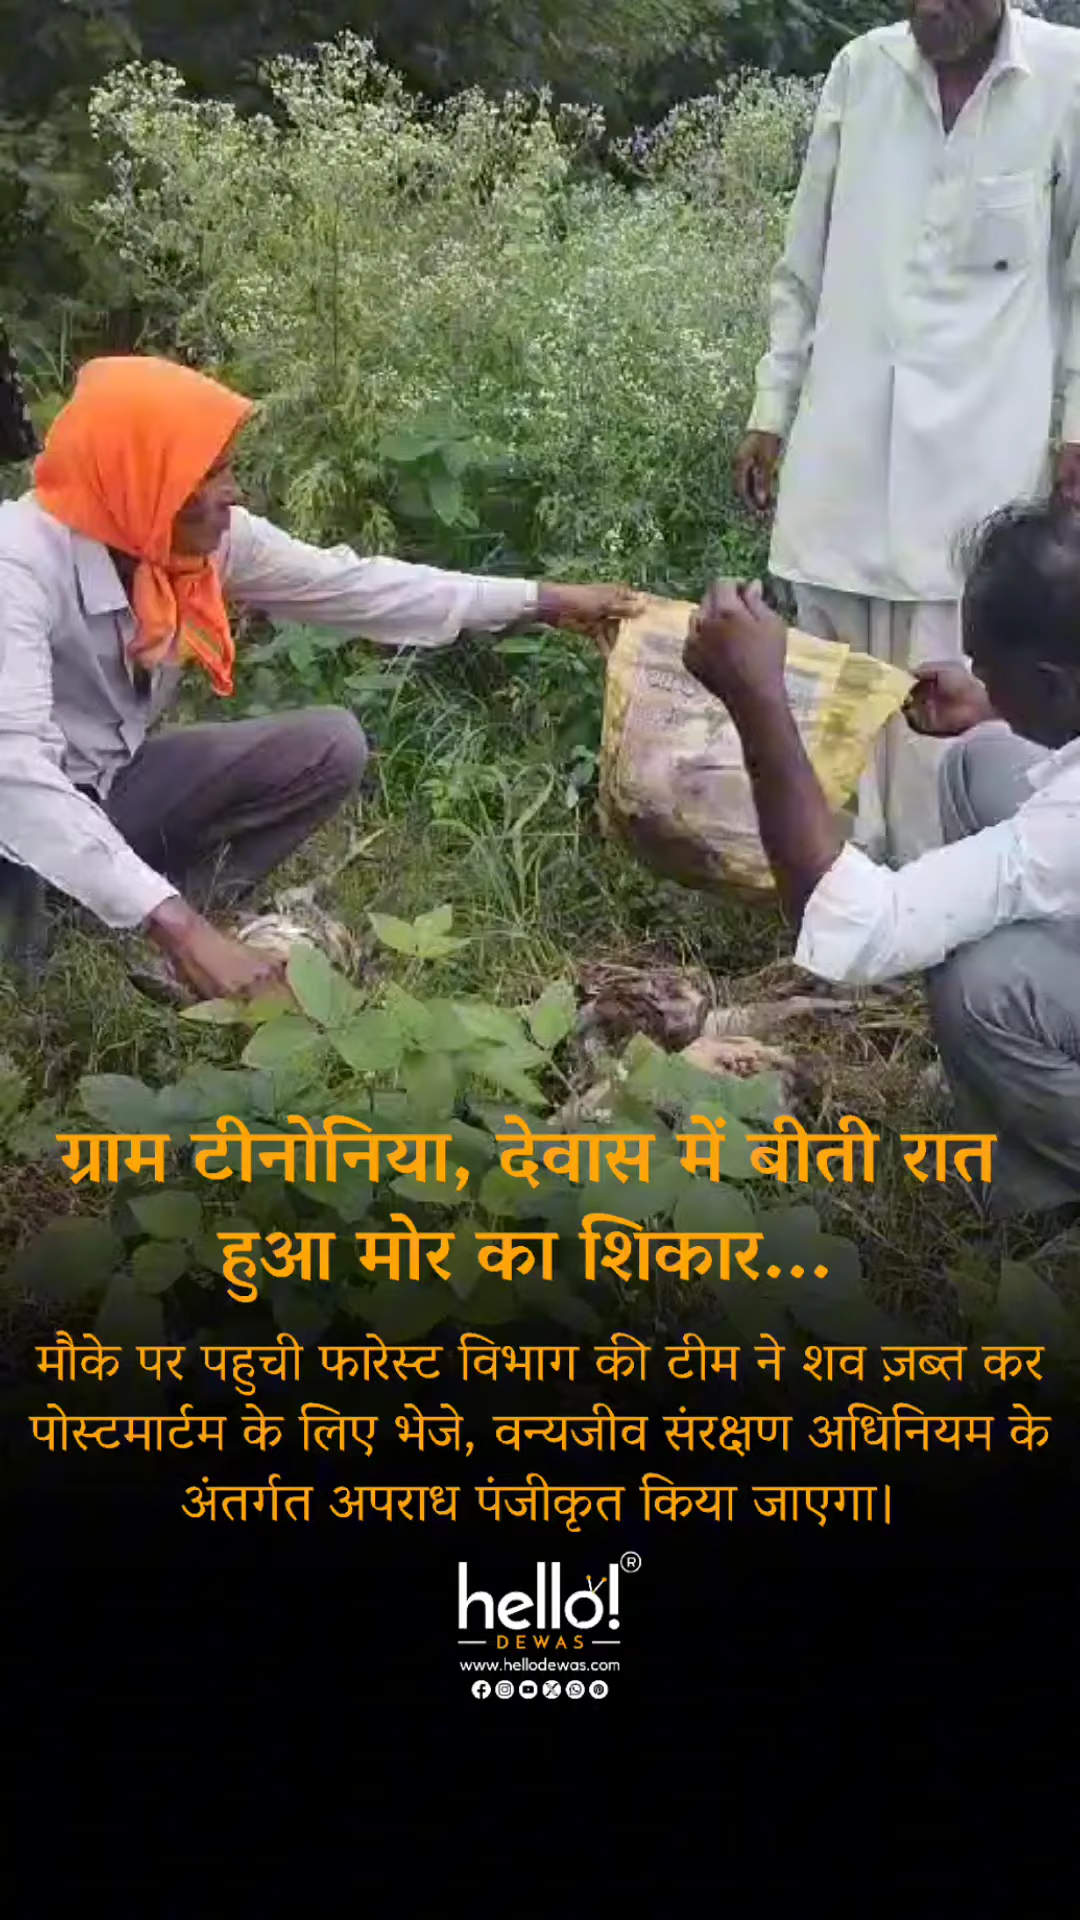 ग्राम टीनोनिया, देवास में बीती रात
हुआ मोर का शिकार...
मौके पर पहुची फारेस्ट विभाग की टीम ने शव ज़ब्त कर
पोस्टमार्टम के लिए भेजे, वन्यजीव संरक्षण अधिनियम के
अंतर्गत अपराध पंजीकृत किया जाएगा।
hello!®
DEWAS
www.hellodewas.com